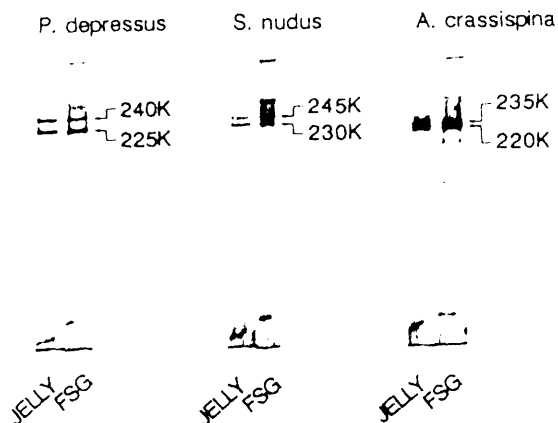 P. depressus S. nudus A. crassispina
240K 245K 235K
225K 230K 220K
JELLY FSG JELLY FSG JELLY FSG